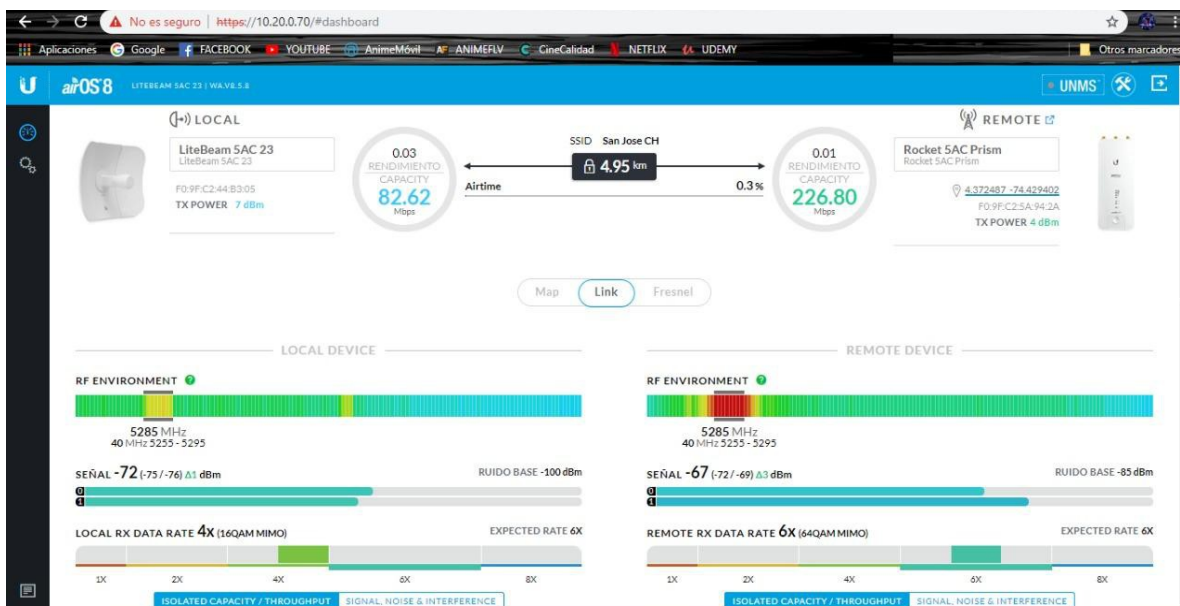 No es seguro | https://10.20.0.70/#dashboard
Aplicaciones Google FACEBOOK YOUTUBE AnimeMóvil AF ANIMEFLV CineCalidad NETFLIX UDEMY Otros marcadores
airOS 8 LITEBEAM 5AC 23 | WA.V8.5.8 UNMS
LOCAL
LiteBeam 5AC 23
LiteBeam 5AC 23
F0:9F:C2:44:B3:05
TX POWER 7 dBm
0.03
RENDIMIENTO
CAPACITY
82.62
Mbps
SSID San Jose CH
4.95 km
Airtime 0.3 %
0.01
RENDIMIENTO
CAPACITY
226.80
Mbps
REMOTE
Rocket 5AC Prism
Rocket 5AC Prism
4.372487 -74.429402
F0:9F:C2:5A:94:2A
TX POWER 4 dBm
Map Link Fresnel
LOCAL DEVICE
RF ENVIRONMENT ?
5285 MHz
40 MHz 5255 - 5295
SEÑAL -72 (-75 / -76) Δ1 dBm RUIDO BASE -100 dBm
0
1
LOCAL RX DATA RATE 4X (16QAM MIMO) EXPECTED RATE 6X
1X 2X 4X 6X 8X
ISOLATED CAPACITY / THROUGHPUT SIGNAL, NOISE & INTERFERENCE
REMOTE DEVICE
RF ENVIRONMENT ?
5285 MHz
40 MHz 5255 - 5295
SEÑAL -67 (-72 / -69) Δ3 dBm RUIDO BASE -85 dBm
0
1
REMOTE RX DATA RATE 6X (64QAM MIMO) EXPECTED RATE 6X
1X 2X 4X 6X 8X
ISOLATED CAPACITY / THROUGHPUT SIGNAL, NOISE & INTERFERENCE